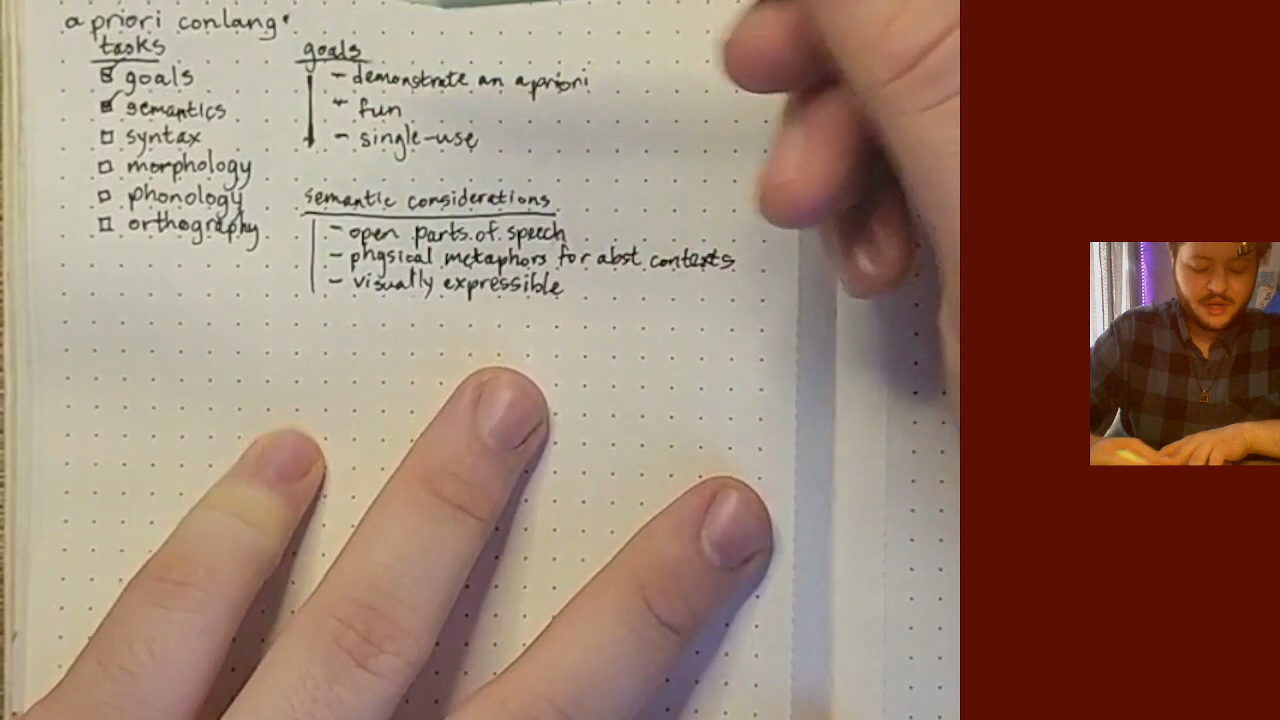 a priori conlang
tasks
goals
semantics
syntax
morphology
phonology
orthography
goals
- demonstrate an apriori
- fun
- single-use
semantic considerations
- open parts of speech
- physical metaphors for abst contexts
- visually expressible